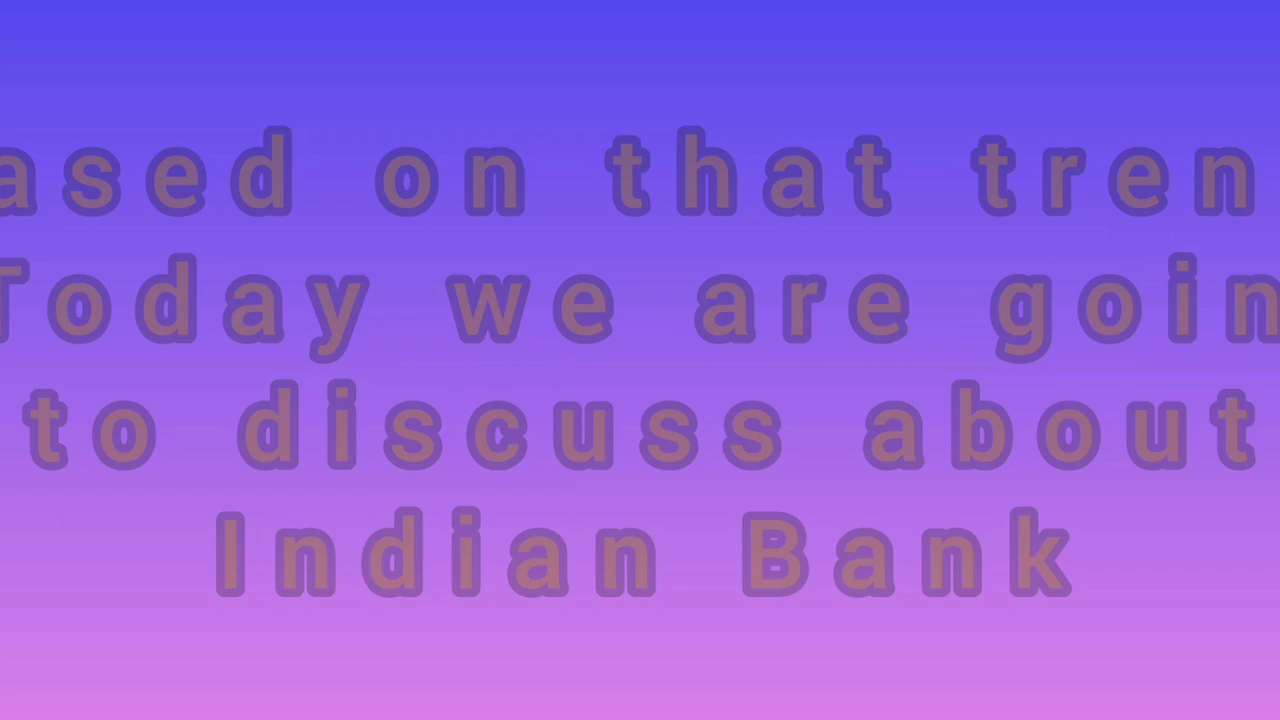 ased on that tren
Today we are goin
to discuss about
Indian Bank